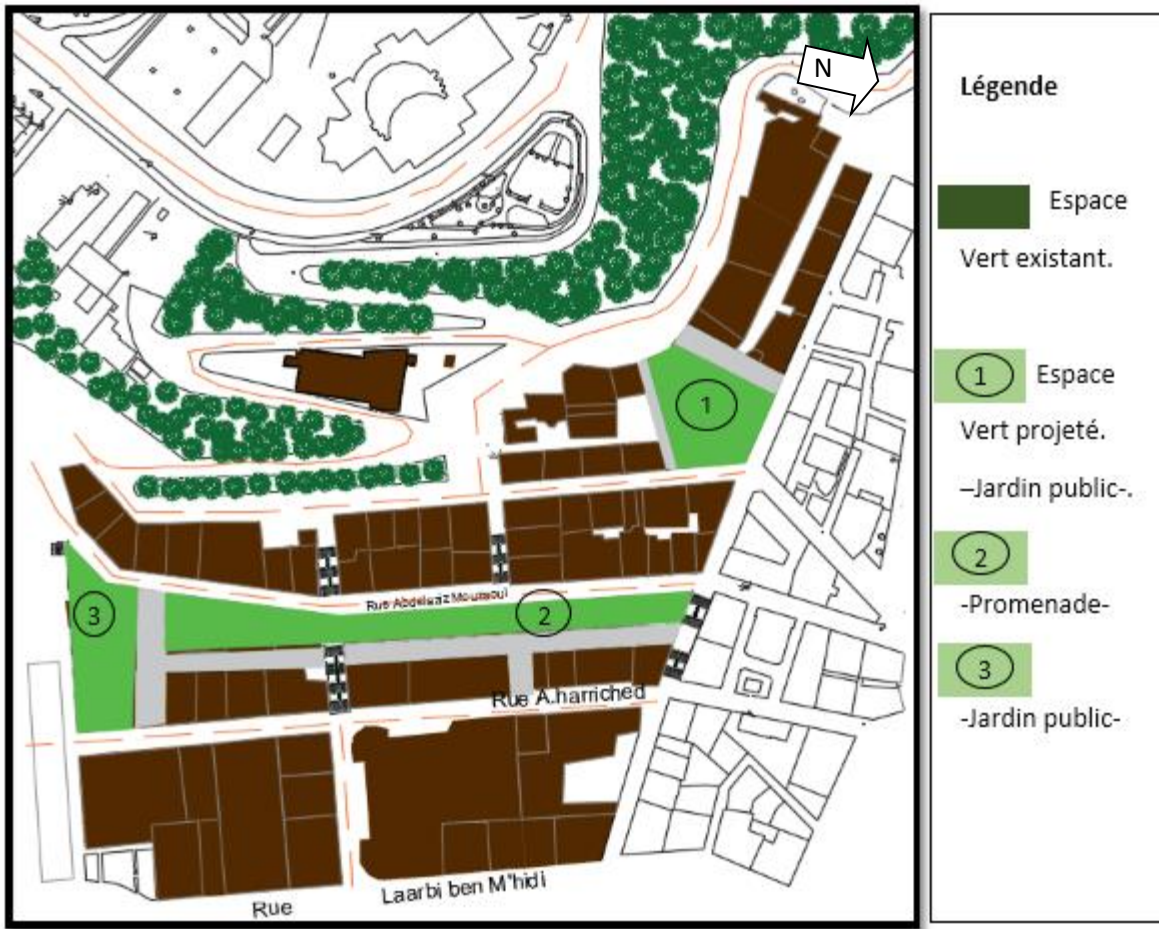 N
1
Rue Abdelaziz Moussoui
2
3
Rue A.harriched
Laarbi ben M'hidi
Rue
Légende
Espace
Vert existant.
1 Espace
Vert projeté.
–Jardin public-.
2
-Promenade-
3
-Jardin public-